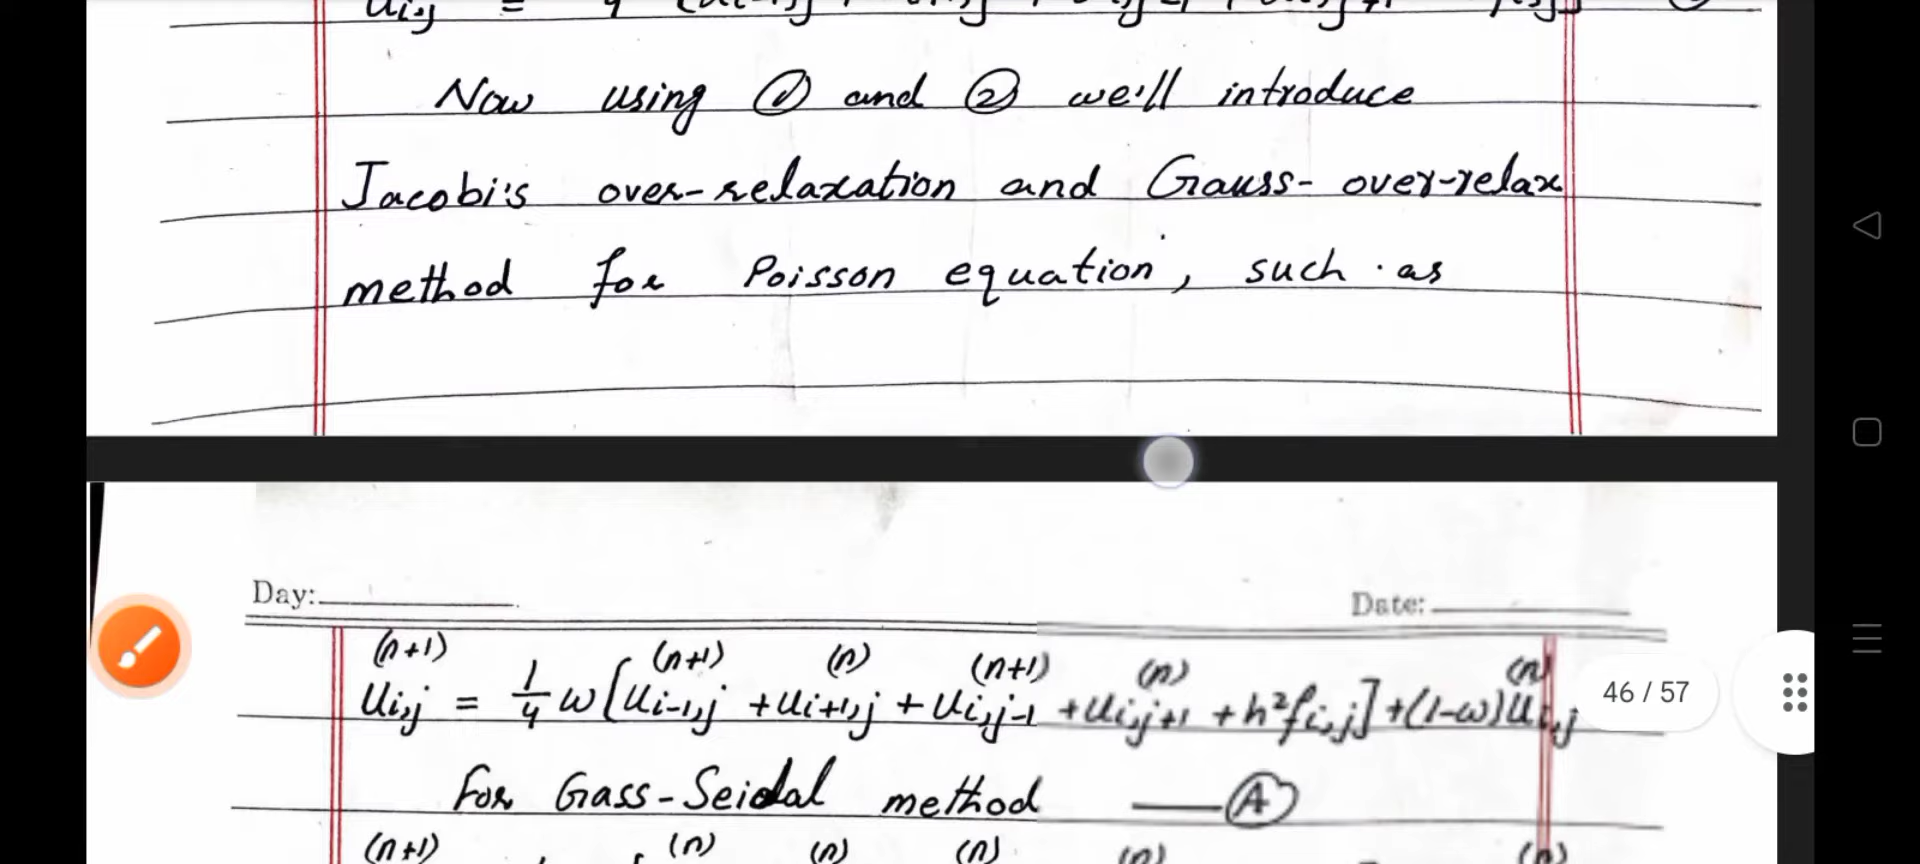 Now using ① and ② we'll introduce
Jacobi's over-relaxation and Gauss- over-relax
method for Poisson equation, such as
Day:
Date:
(n+1) (n+1) (n) (n+1) (n) (n)
Ui,j = 1/4 ω[Ui-1,j + Ui+1,j + Ui,j-1 + Ui,j+1 + h²fi,j] + (1-ω)Ui,j
46 / 57
For Gass-Seidal method —Ⓐ
(n+1) (n) (n) (n) (n) (n)